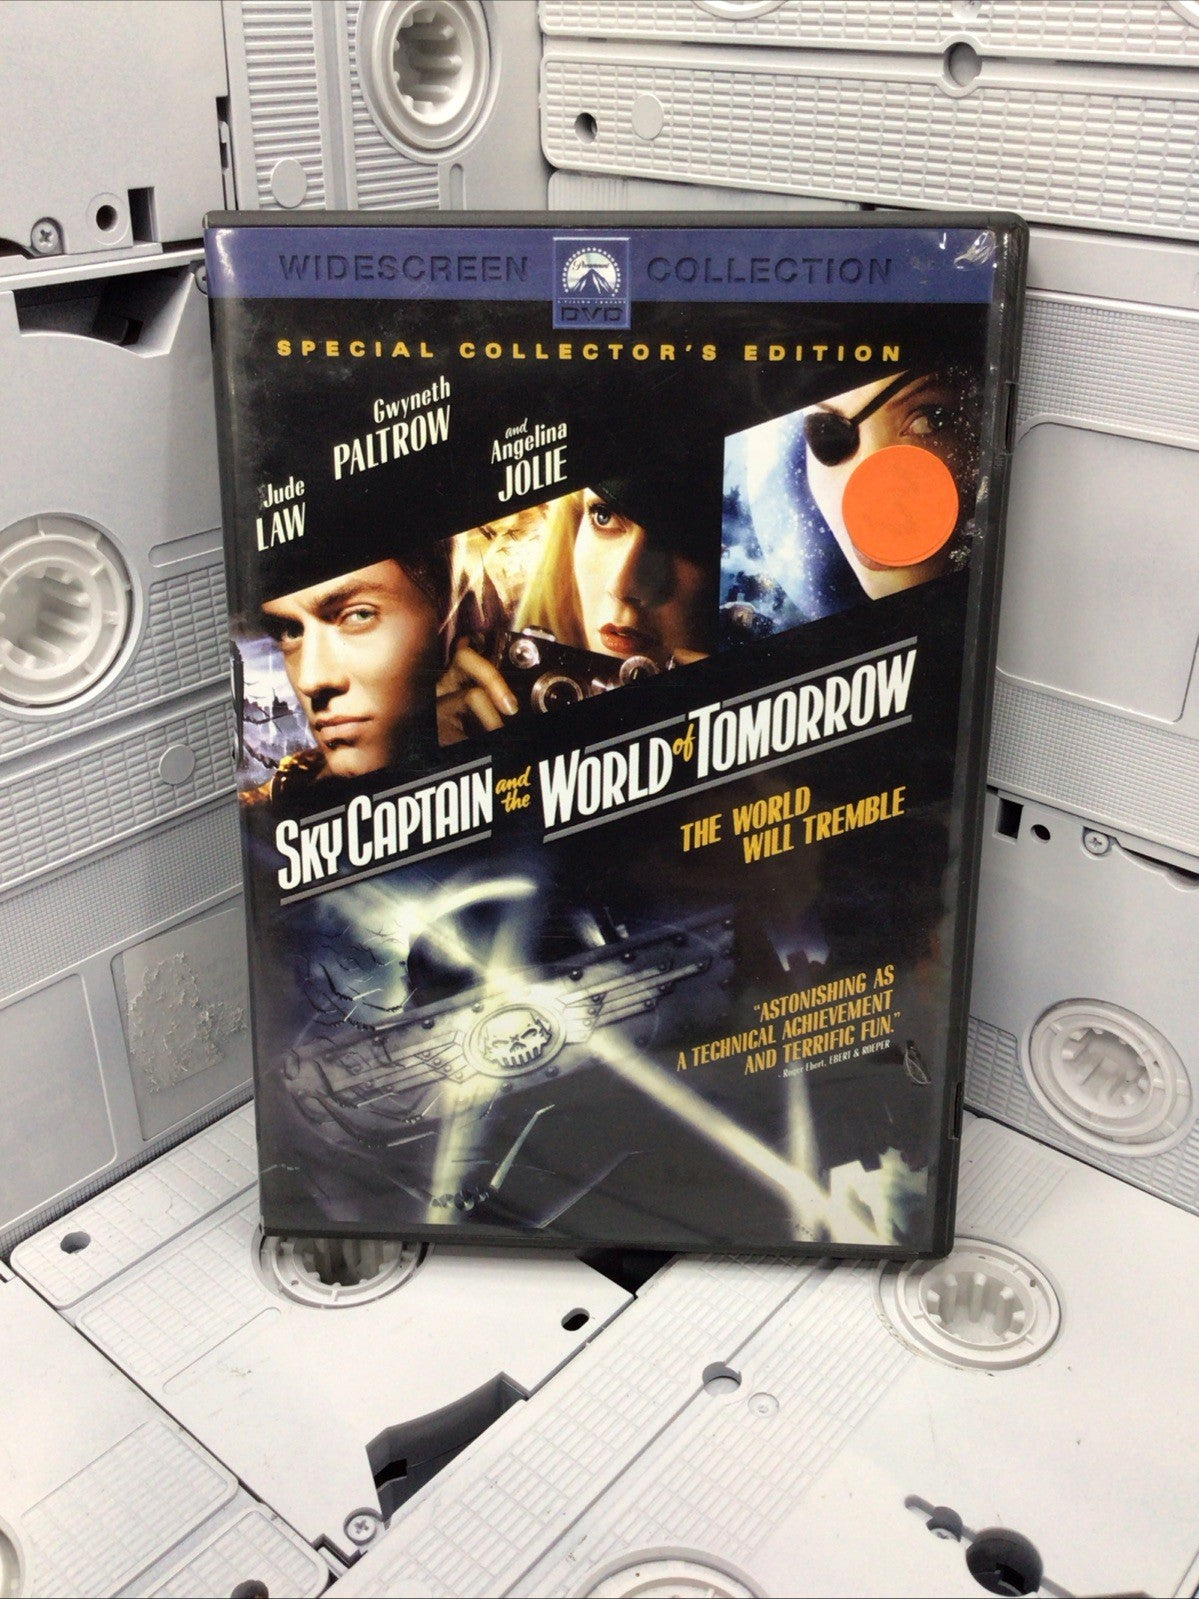 WIDESCREEN COLLECTION
Paramount
DVD
SPECIAL COLLECTOR'S EDITION
Jude
LAW
Gwyneth
PALTROW
and
Angelina
JOLIE
SKY CAPTAIN and the WORLD of TOMORROW
THE WORLD
WILL TREMBLE
"ASTONISHING AS
A TECHNICAL ACHIEVEMENT
AND TERRIFIC FUN."
- Roger Ebert, EBERT & ROEPER